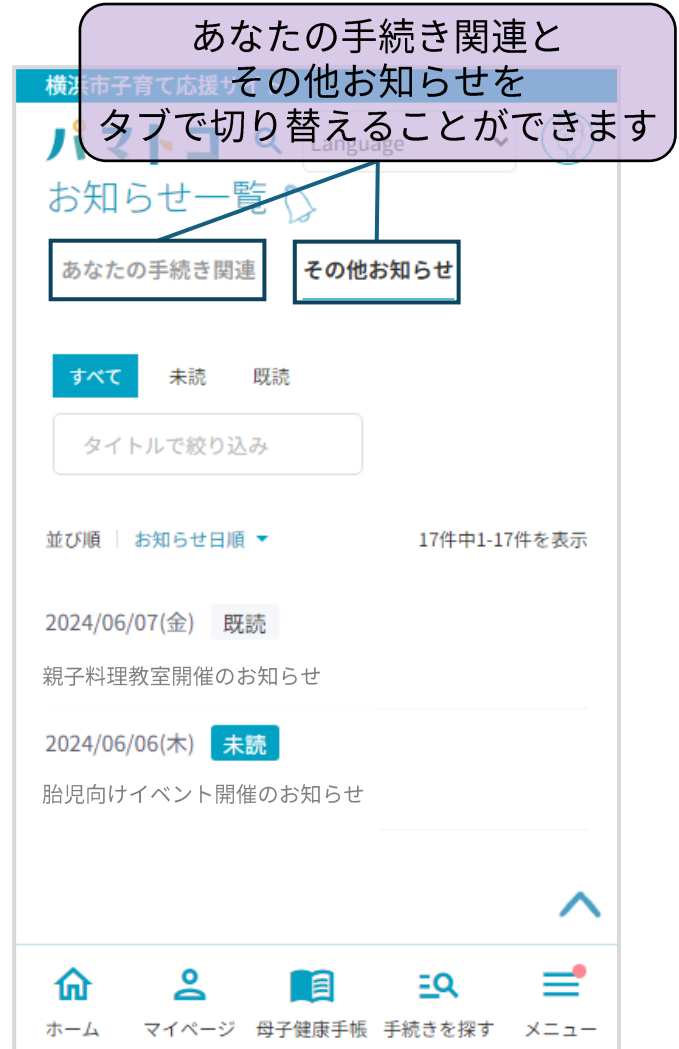 あなたの手続き関連と
その他お知らせを
タブで切り替えることができます
横浜市子育て応援サイト
パマトコ
Language
お知らせ一覧
あなたの手続き関連 その他お知らせ
すべて 未読 既読
タイトルで絞り込み
並び順 お知らせ日順 17件中1-17件を表示
2024/06/07(金) 既読
親子料理教室開催のお知らせ
2024/06/06(木) 未読
胎児向けイベント開催のお知らせ
ホーム マイページ 母子健康手帳 手続きを探す メニュー